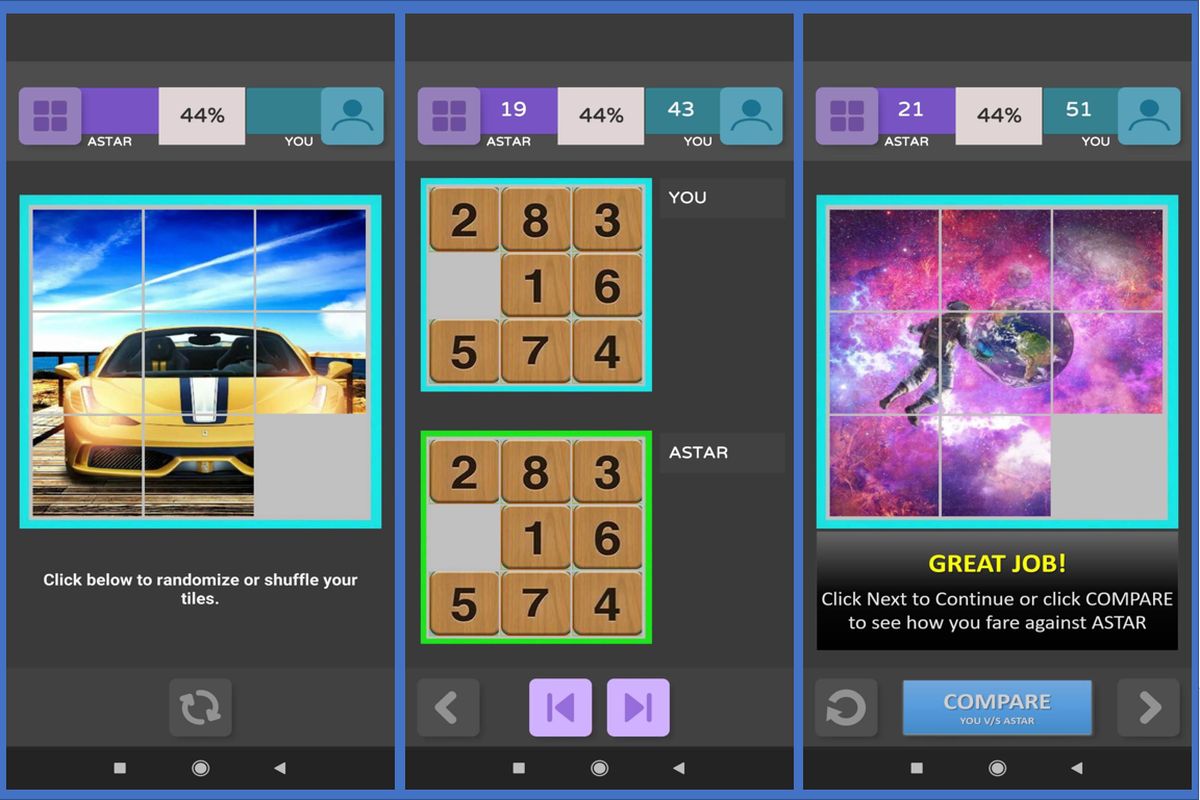 44%
ASTAR
YOU
Click below to randomize or shuffle your
tiles.
19
44%
43
ASTAR
YOU
2 8 3
1 6
5 7 4
YOU
2 8 3
1 6
5 7 4
ASTAR
21
44%
51
ASTAR
YOU
GREAT JOB!
Click Next to Continue or click COMPARE
to see how you fare against ASTAR
COMPARE
YOU V/S ASTAR